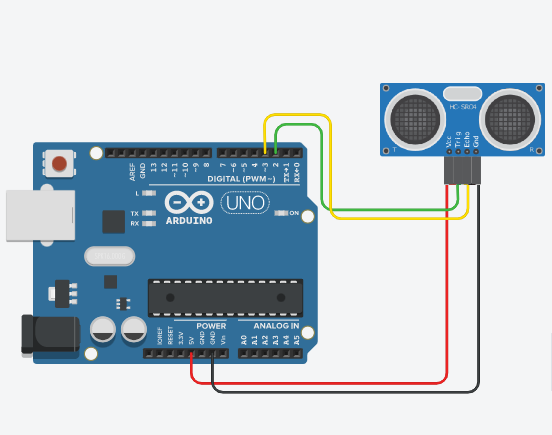 HC-SR04
Vcc
Trig
Echo
Gnd
T
R
AREF
GND
13
12
~11
~10
~9
8
7
~6
~5
4
~3
2
TX→1
RX←0
DIGITAL (PWM~)
L
TX
RX
ARDUINO
UNO
ON
IOREF
RESET
3.3V
5V
GND
GND
Vin
POWER
ANALOG IN
A0
A1
A2
A3
A4
A5